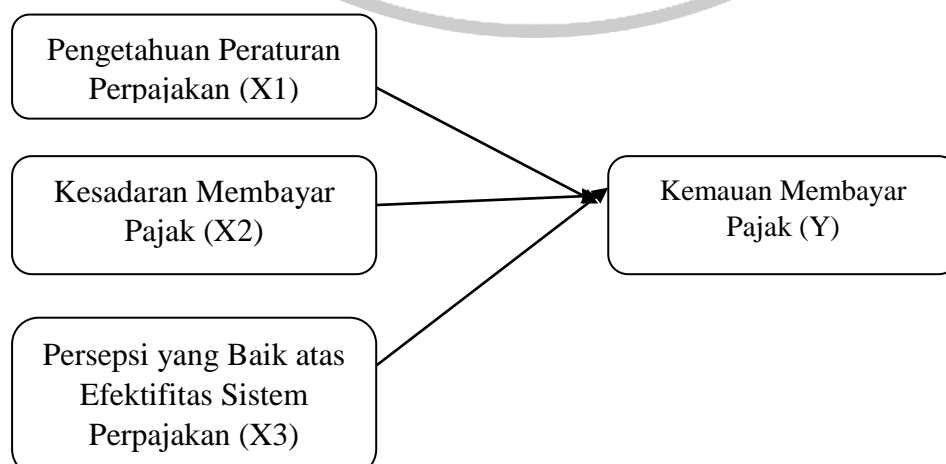 Pengetahuan Peraturan
Perpajakan (X1)
Kesadaran Membayar
Pajak (X2)
Persepsi yang Baik atas
Efektifitas Sistem
Perpajakan (X3)
Kemauan Membayar
Pajak (Y)